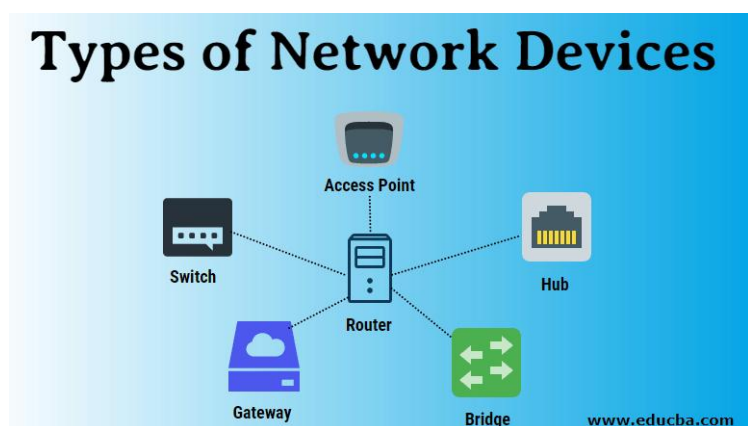 Types of Network Devices
Access Point
Switch
Hub
Router
Gateway
Bridge
www.educba.com